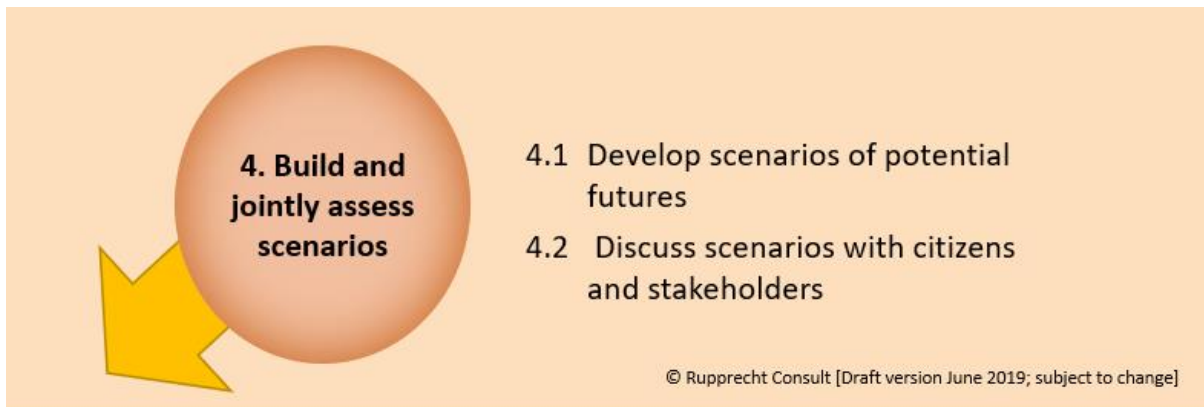 4. Build and
jointly assess
scenarios
4.1 Develop scenarios of potential
futures
4.2 Discuss scenarios with citizens
and stakeholders
© Rupprecht Consult [Draft version June 2019; subject to change]